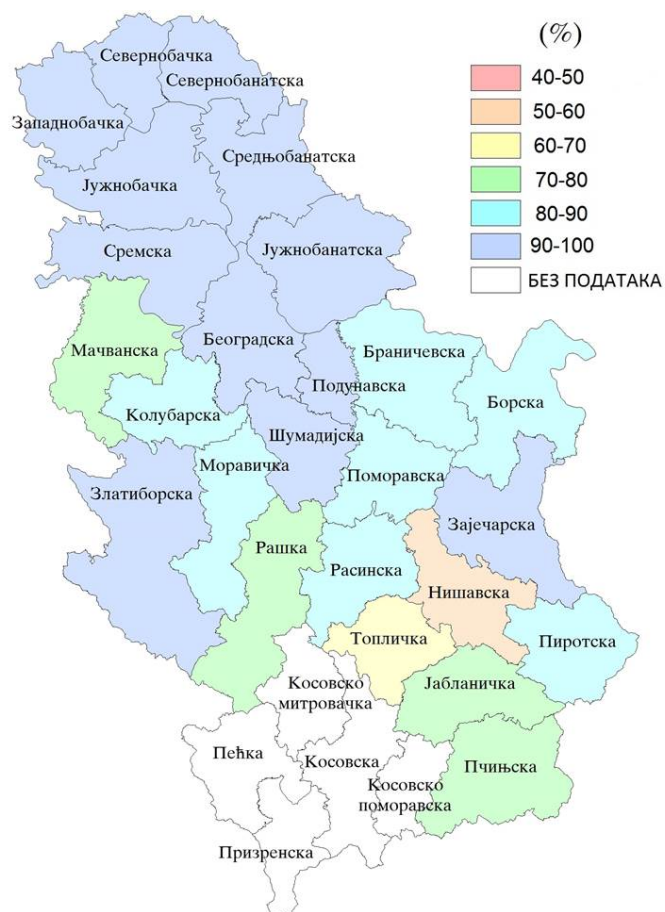 (%)
40-50
50-60
60-70
70-80
80-90
90-100
БЕЗ ПОДАТАКА
Севернобачка
Севернобанатска
Западнобачка
Средњобанатска
Јужнобачка
Сремска
Јужнобанатска
Београдска
Мачванска
Браничевска
Подунавска
Борска
Колубарска
Шумадијска
Моравичка
Поморавска
Златиборска
Зајечарска
Рашка
Расинска
Нишавска
Топличка
Пиротска
Јабланичка
Косовско
митровачка
Пећка
Косовска
Пчињска
Косовско
поморавска
Призренска